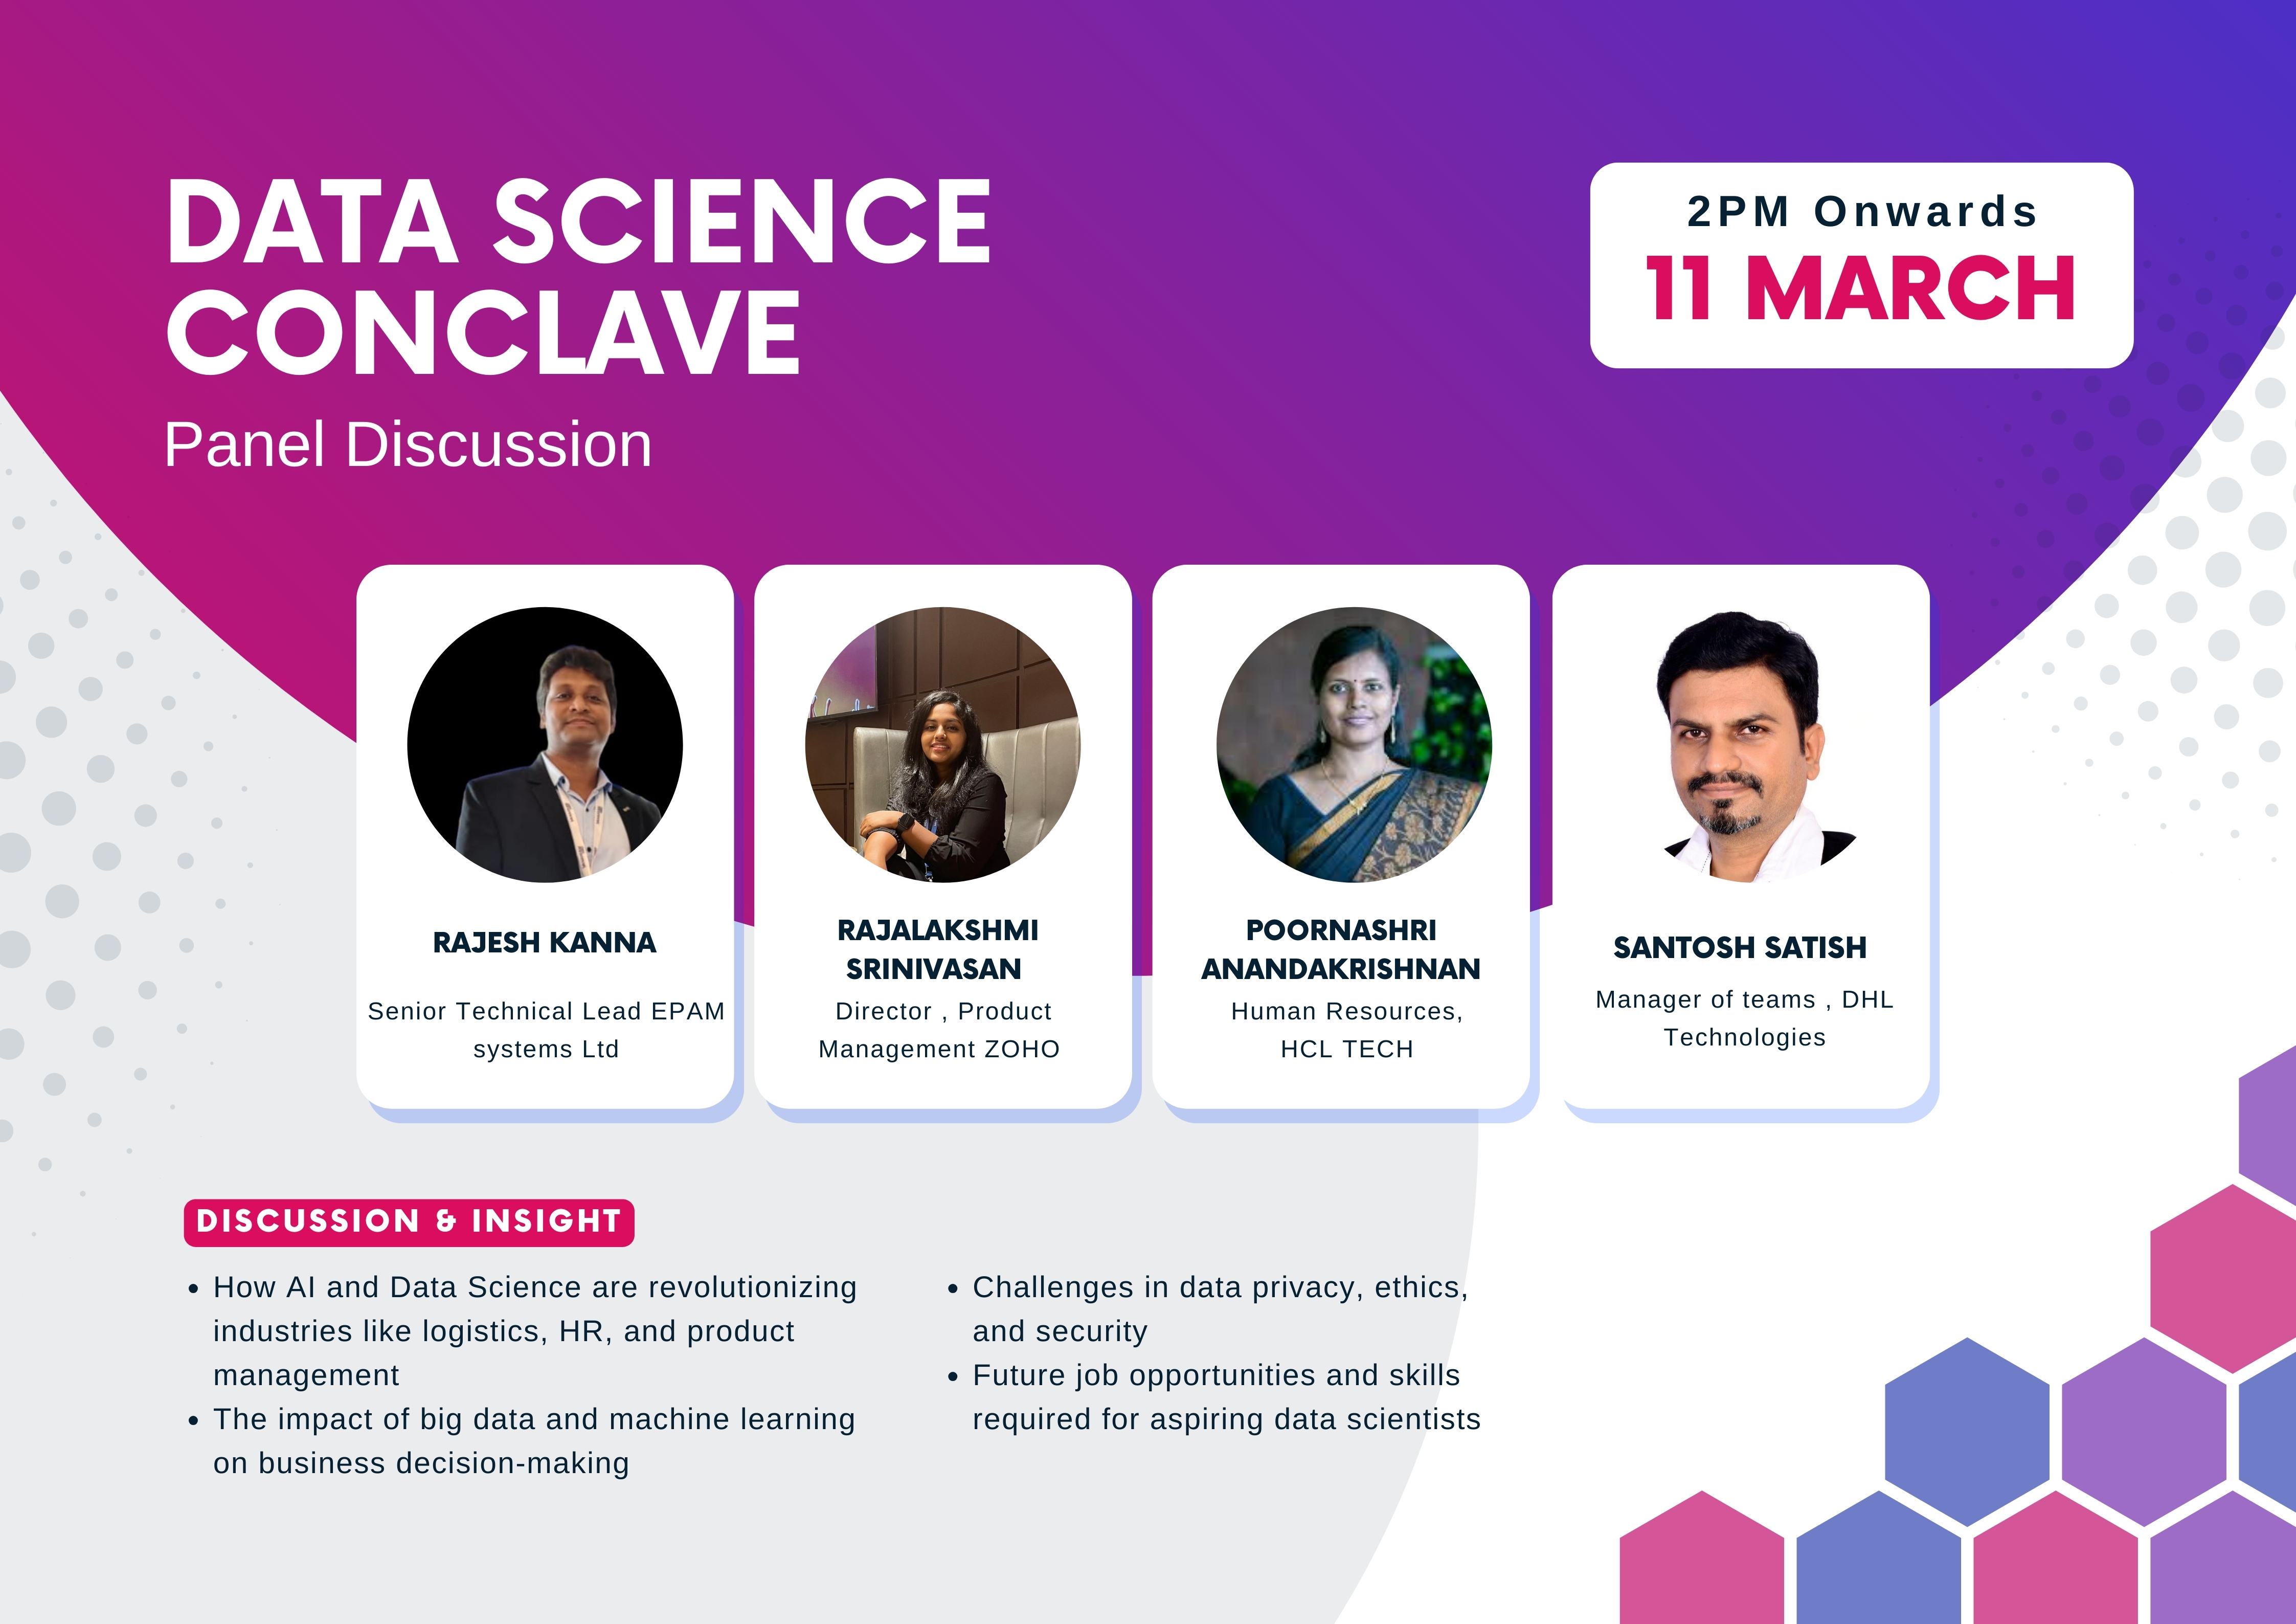 DATA SCIENCE
CONCLAVE
Panel Discussion
2PM Onwards
11 MARCH
RAJESH KANNA
Senior Technical Lead EPAM
systems Ltd
RAJALAKSHMI
SRINIVASAN
Director , Product
Management ZOHO
POORNASHRI
ANANDAKRISHNAN
Human Resources,
HCL TECH
SANTOSH SATISH
Manager of teams , DHL
Technologies
DISCUSSION & INSIGHT
• How AI and Data Science are revolutionizing
industries like logistics, HR, and product
management
• The impact of big data and machine learning
on business decision-making
• Challenges in data privacy, ethics,
and security
• Future job opportunities and skills
required for aspiring data scientists